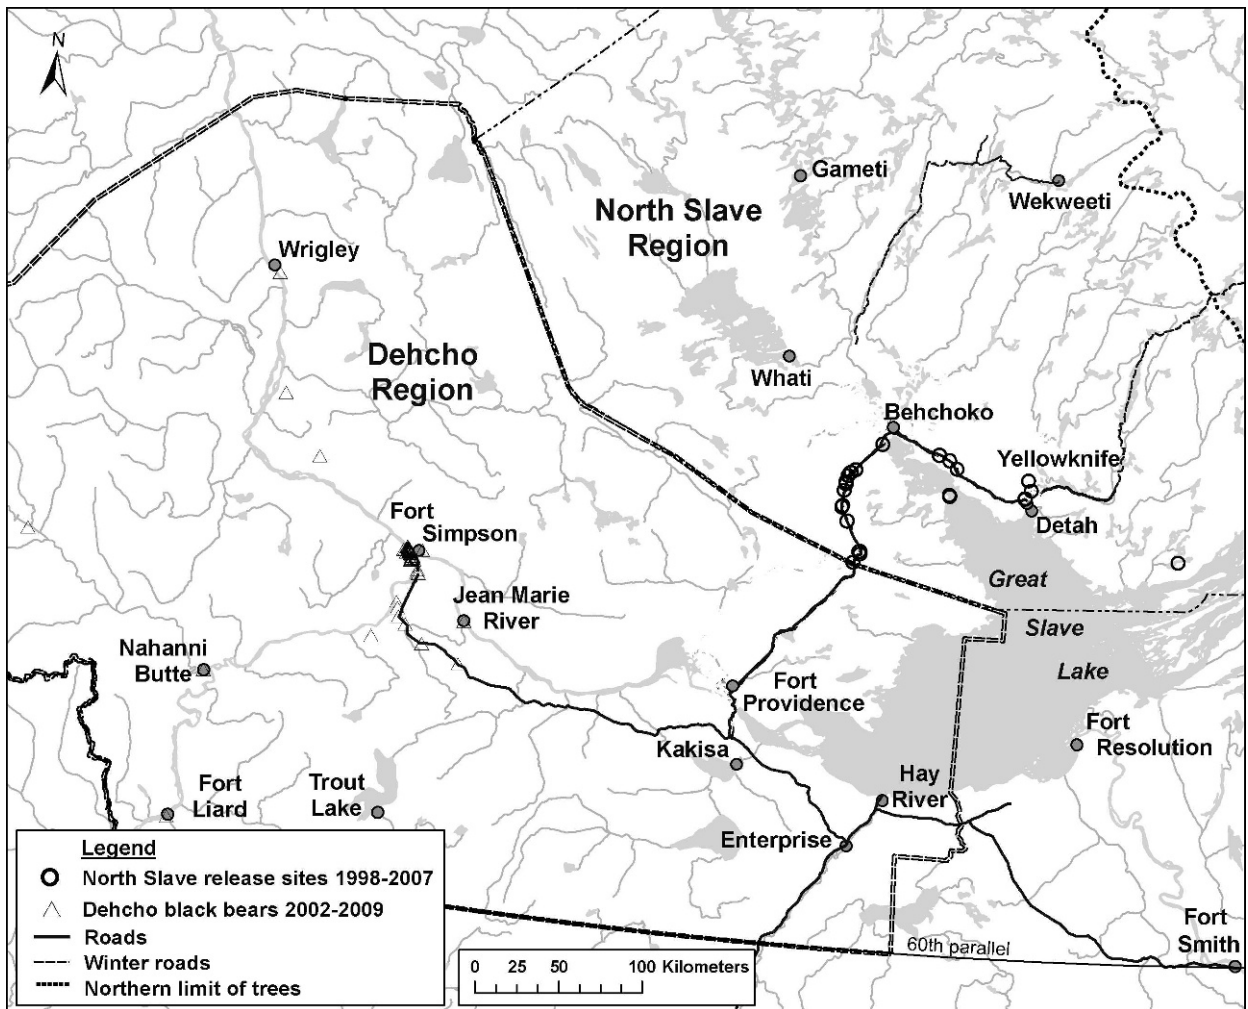 N
Gameti
Wekweeti
North Slave
Region
Wrigley
Dehcho
Region
Whati
Behchoko
Yellowknife
Detah
Fort
Simpson
Great
Slave
Lake
Jean Marie
River
Nahanni
Butte
Fort
Providence
Fort
Resolution
Kakisa
Hay
River
Fort
Liard
Trout
Lake
Enterprise
Fort
Smith
60th parallel
Legend
North Slave release sites 1998-2007
Dehcho black bears 2002-2009
Roads
Winter roads
Northern limit of trees
0 25 50 100 Kilometers